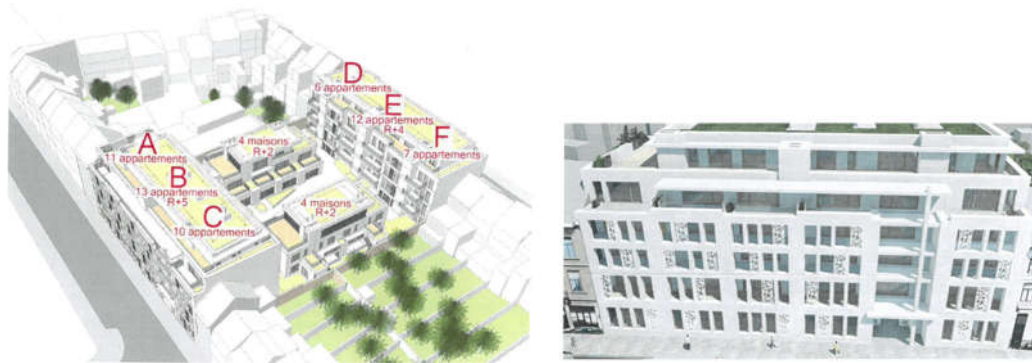 D
6 appartements
E
12 appartements
R+4
F
7 appartements
A
11 appartements
B
13 appartements
R+5
C
10 appartements
4 maisons
R+2
4 maisons
R+2